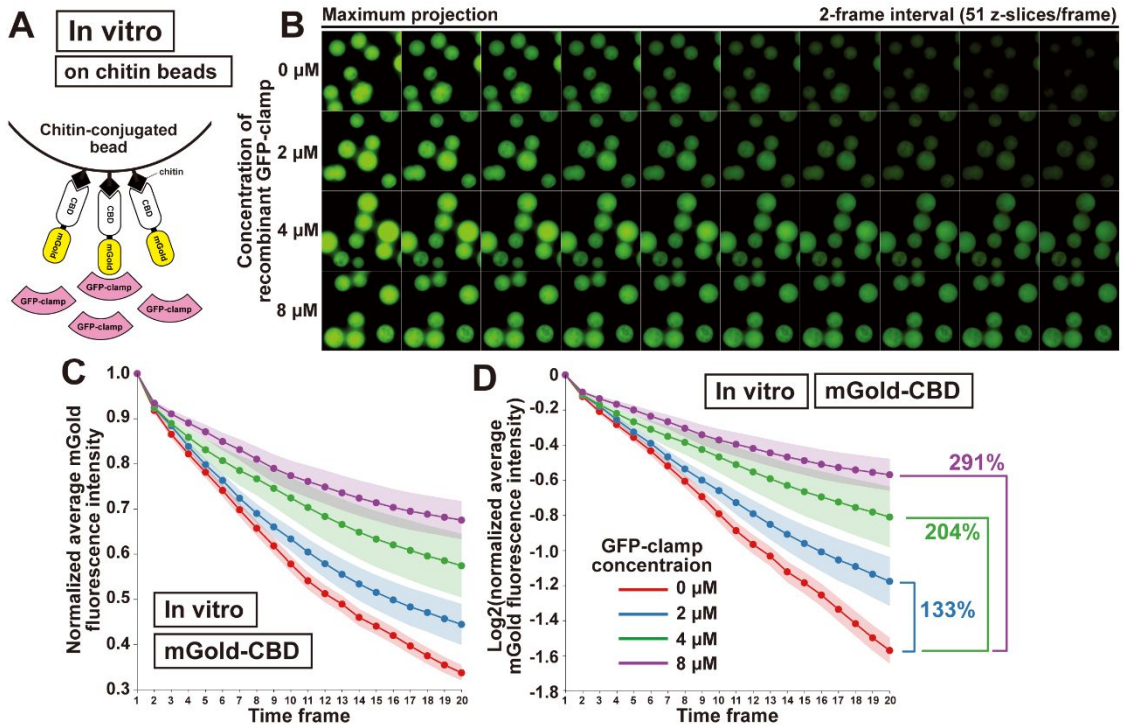 A
In vitro
on chitin beads
Chitin-conjugated
bead
chitin
CBD
CBD
CBD
mGold
mGold
mGold
GFP-clamp
GFP-clamp
GFP-clamp
GFP-clamp
B
Maximum projection
2-frame interval (51 z-slices/frame)
Concentration of
recombinant GFP-clamp
0 µM
2 µM
4 µM
8 µM
C
Normalized average mGold
fluorescence intensity
1.0
0.9
0.8
0.7
0.6
0.5
0.4
0.3
In vitro
mGold-CBD
1 2 3 4 5 6 7 8 9 10 11 12 13 14 15 16 17 18 19 20
Time frame
D
Log2(normalized average
mGold fluorescence intensity)
0
-0.2
-0.4
-0.6
-0.8
-1.0
-1.2
-1.4
-1.6
-1.8
In vitro
mGold-CBD
291%
204%
133%
GFP-clamp
concentraion
0 µM
2 µM
4 µM
8 µM
1 2 3 4 5 6 7 8 9 10 11 12 13 14 15 16 17 18 19 20
Time frame